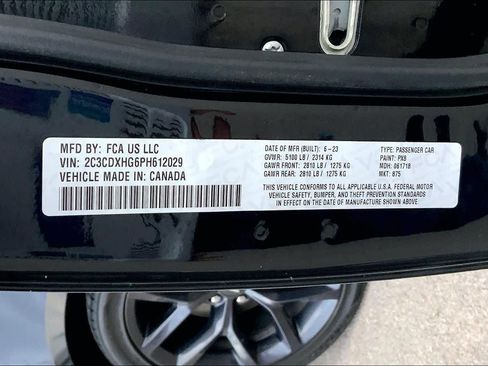 MFD BY: FCA US LLC
VIN: 2C3CDXHG6PH612029
VEHICLE MADE IN: CANADA
DATE OF MFR (BUILT): 6-23
GVWR: 5100 LB / 2314 KG
GAWR FRONT: 2810 LB / 1275 KG
GAWR REAR: 2810 LB / 1275 KG
TYPE: PASSENGER CAR
PAINT: PX8
MDH: 061718
MKT: 875
THIS VEHICLE CONFORMS TO ALL APPLICABLE U.S.A. FEDERAL MOTOR
VEHICLE SAFETY, BUMPER, AND THEFT PREVENTION STANDARDS
IN EFFECT ON THE DATE OF MANUFACTURE SHOWN ABOVE